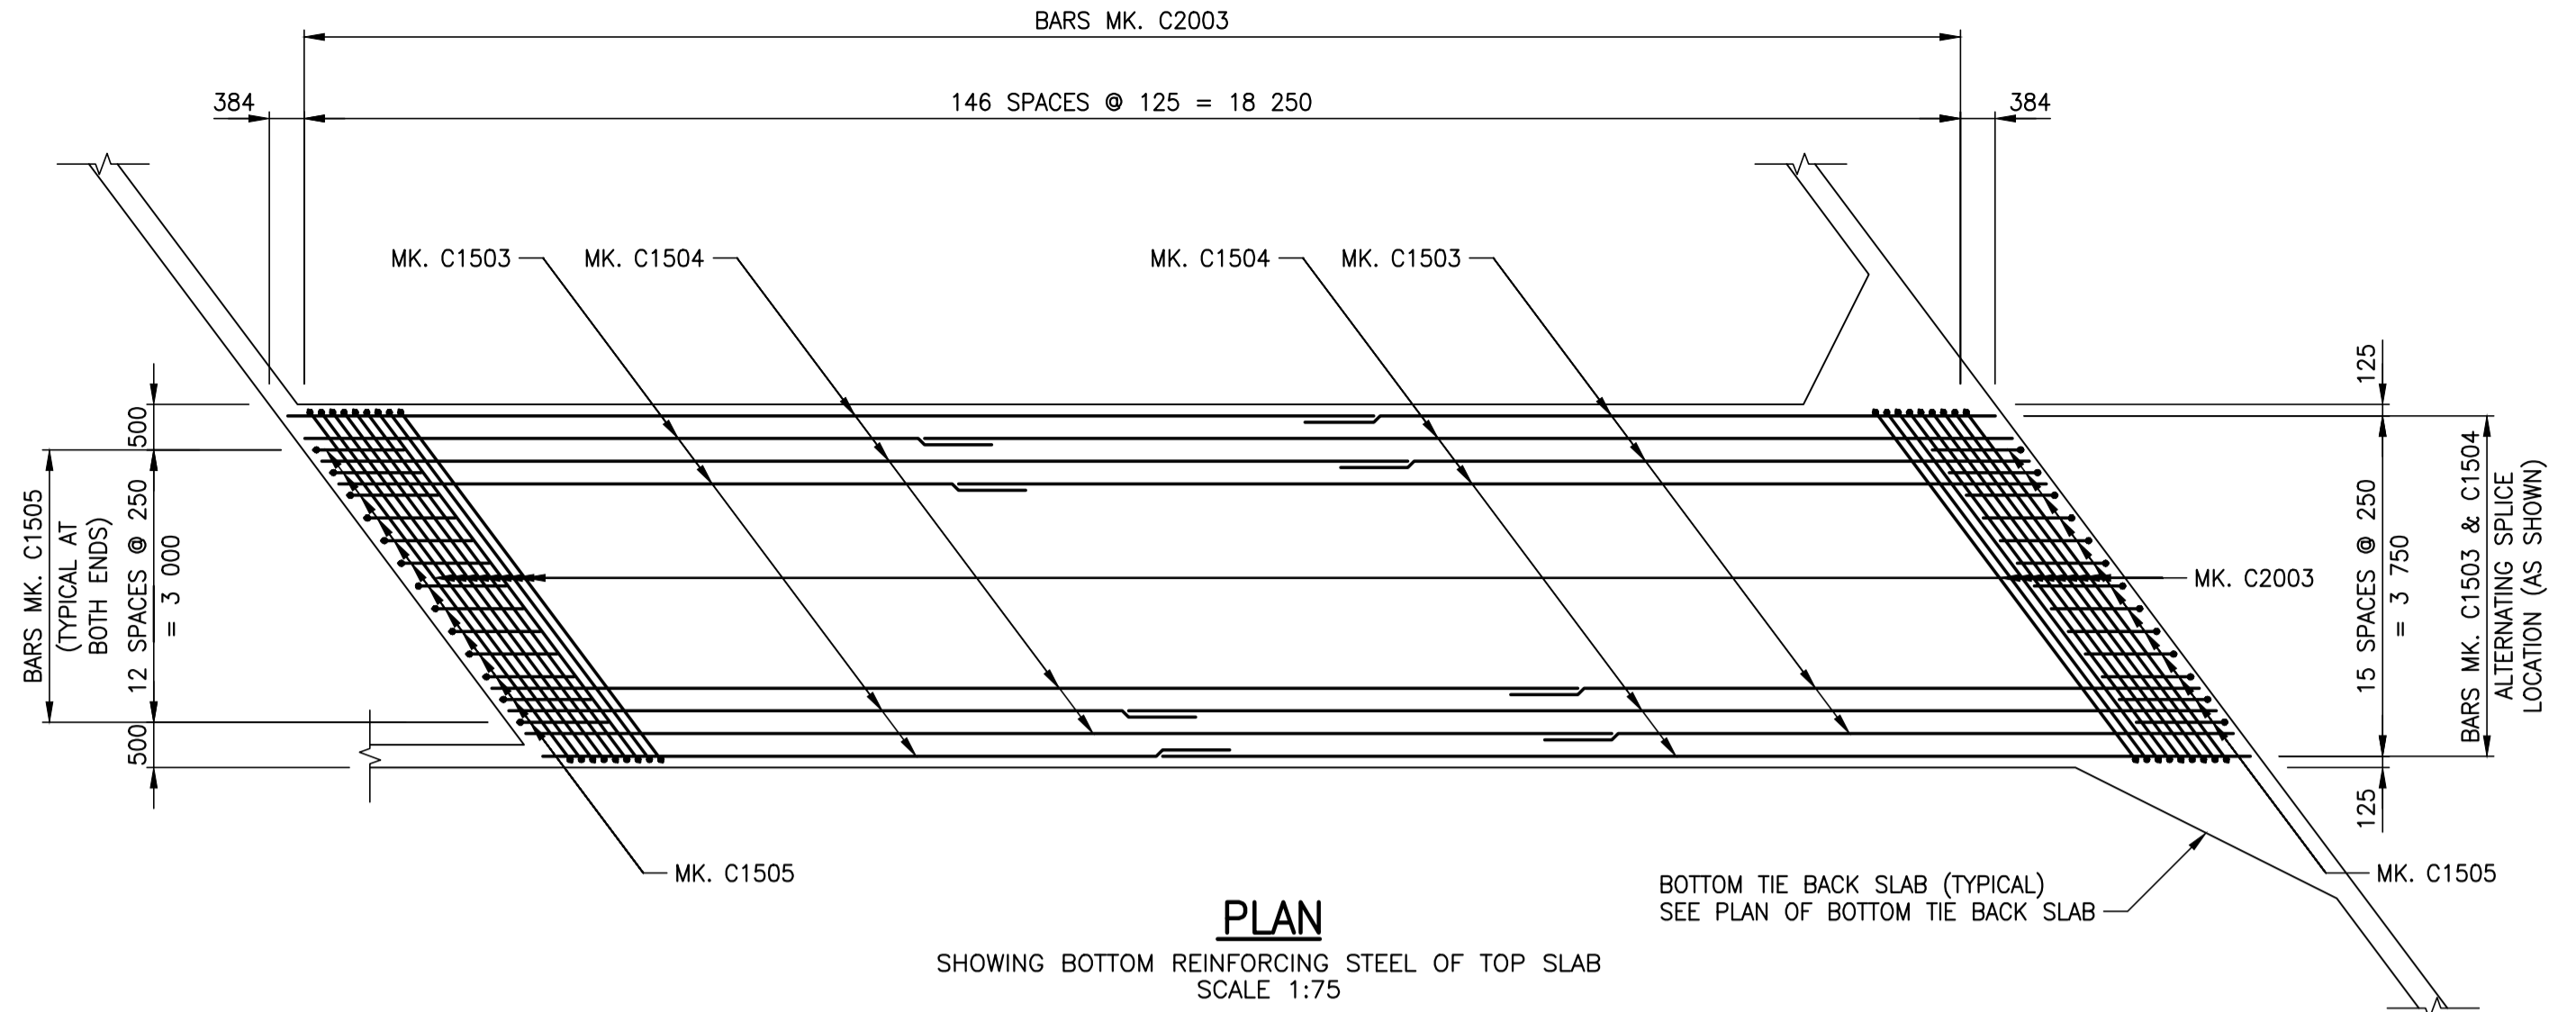 BARS MK. C2003
384
146 SPACES @ 125 = 18 250
384
MK. C1503
MK. C1504
MK. C1504
MK. C1503
BARS MK. C1505
(TYPICAL AT
BOTH ENDS)
500
12 SPACES @ 250
= 3 000
500
125
15 SPACES @ 250
= 3 750
125
BARS MK. C1503 & C1504
ALTERNATING SPLICE
LOCATION (AS SHOWN)
MK. C2003
MK. C1505
MK. C1505
BOTTOM TIE BACK SLAB (TYPICAL)
SEE PLAN OF BOTTOM TIE BACK SLAB
PLAN
SHOWING BOTTOM REINFORCING STEEL OF TOP SLAB
SCALE 1:75